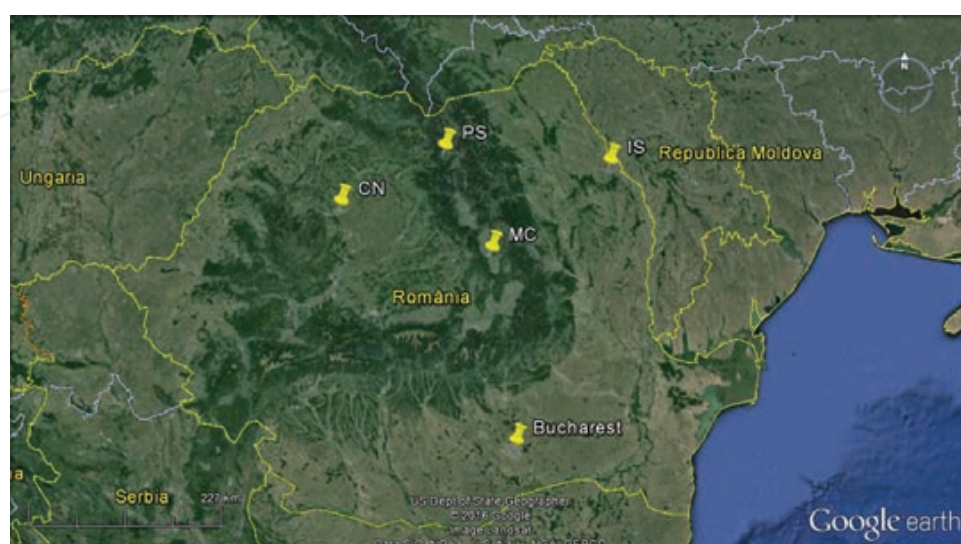 N
PS
IS
Republica Moldova
Ungaria
CN
MC
România
Bucharest
Serbia
227 km
US Dept of State Geographer
© 2016 Google
Image Landsat
Google earth